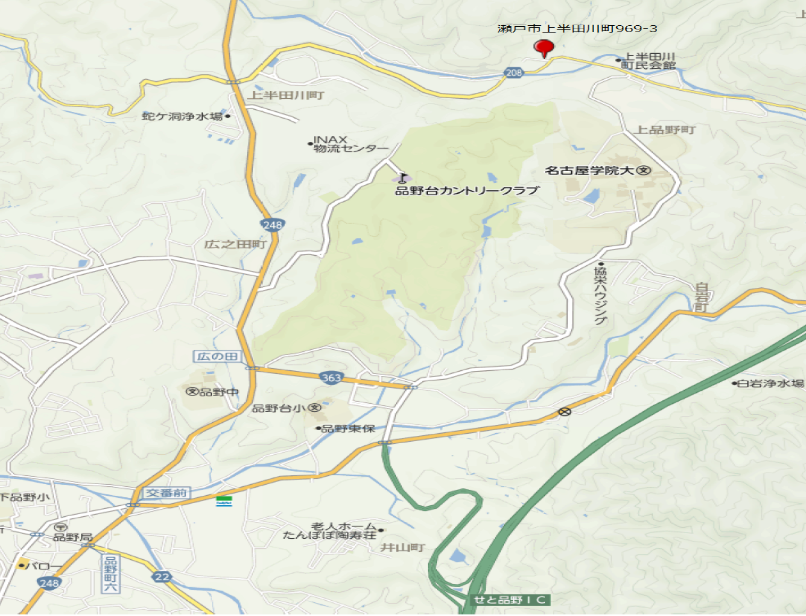 瀬戸市上半田川町969-3
上半田川
町民会館
208
上半田川町
蛇ケ洞浄水場
上品野町
INAX
物流センター
名古屋学院大
品野台カントリークラブ
248
広之田町
協栄ハウジング
白岩町
広の田
363
品野中
品野台小
白岩浄水場
品野東保
交番前
下品野小
老人ホーム
たんぽぽ陶寿荘
井山町
品野局
バロー
品野町六
22
248
せと品野IC